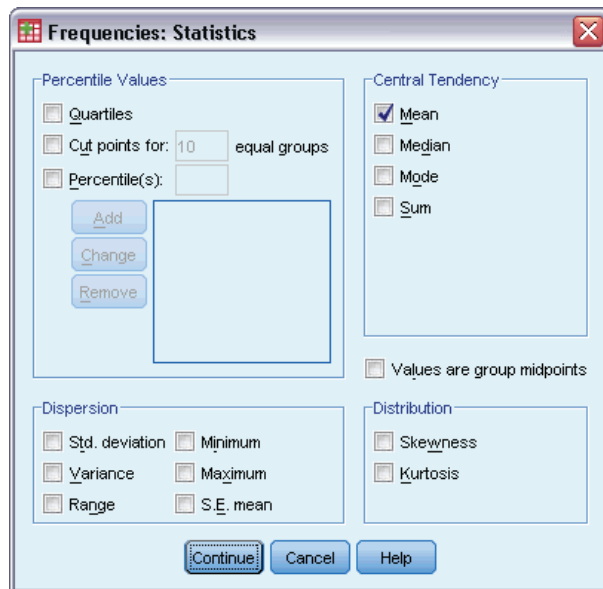 Frequencies: Statistics
Percentile Values
Quartiles
Cut points for: 10 equal groups
Percentile(s):
Add
Change
Remove
Central Tendency
Mean
Median
Mode
Sum
Values are group midpoints
Dispersion
Std. deviation Minimum
Variance Maximum
Range S.E. mean
Distribution
Skewness
Kurtosis
Continue Cancel Help